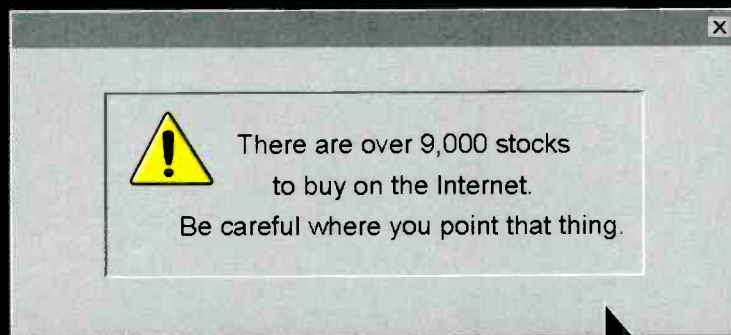 There are over 9,000 stocks
to buy on the Internet.
Be careful where you point that thing.